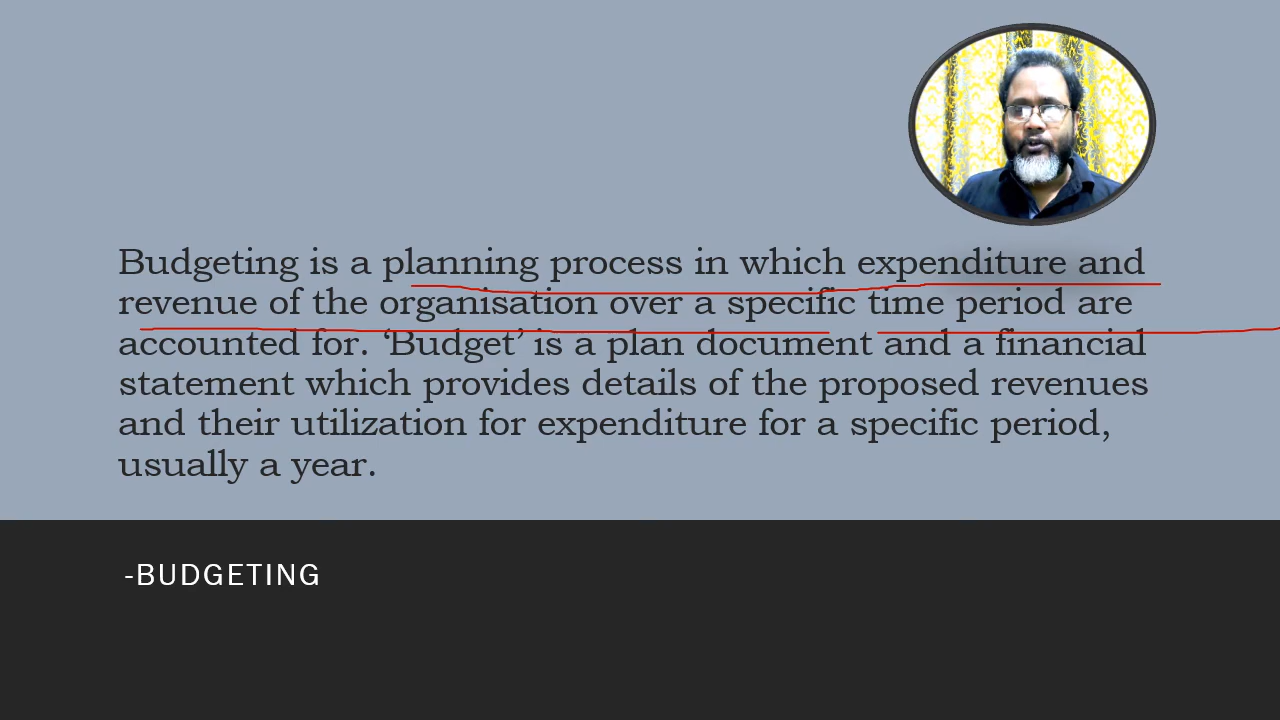 Budgeting is a planning process in which expenditure and
revenue of the organisation over a specific time period are
accounted for. ‘Budget’ is a plan document and a financial
statement which provides details of the proposed revenues
and their utilization for expenditure for a specific period,
usually a year.
-BUDGETING